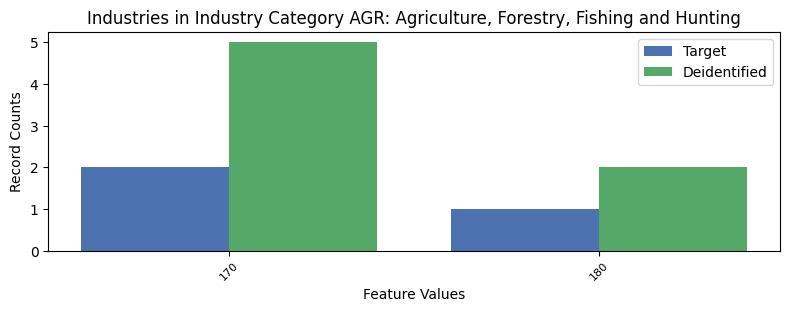 Industries in Industry Category AGR: Agriculture, Forestry, Fishing and Hunting
Target
Deidentified
Record Counts
5
4
3
2
1
0
170
180
Feature Values